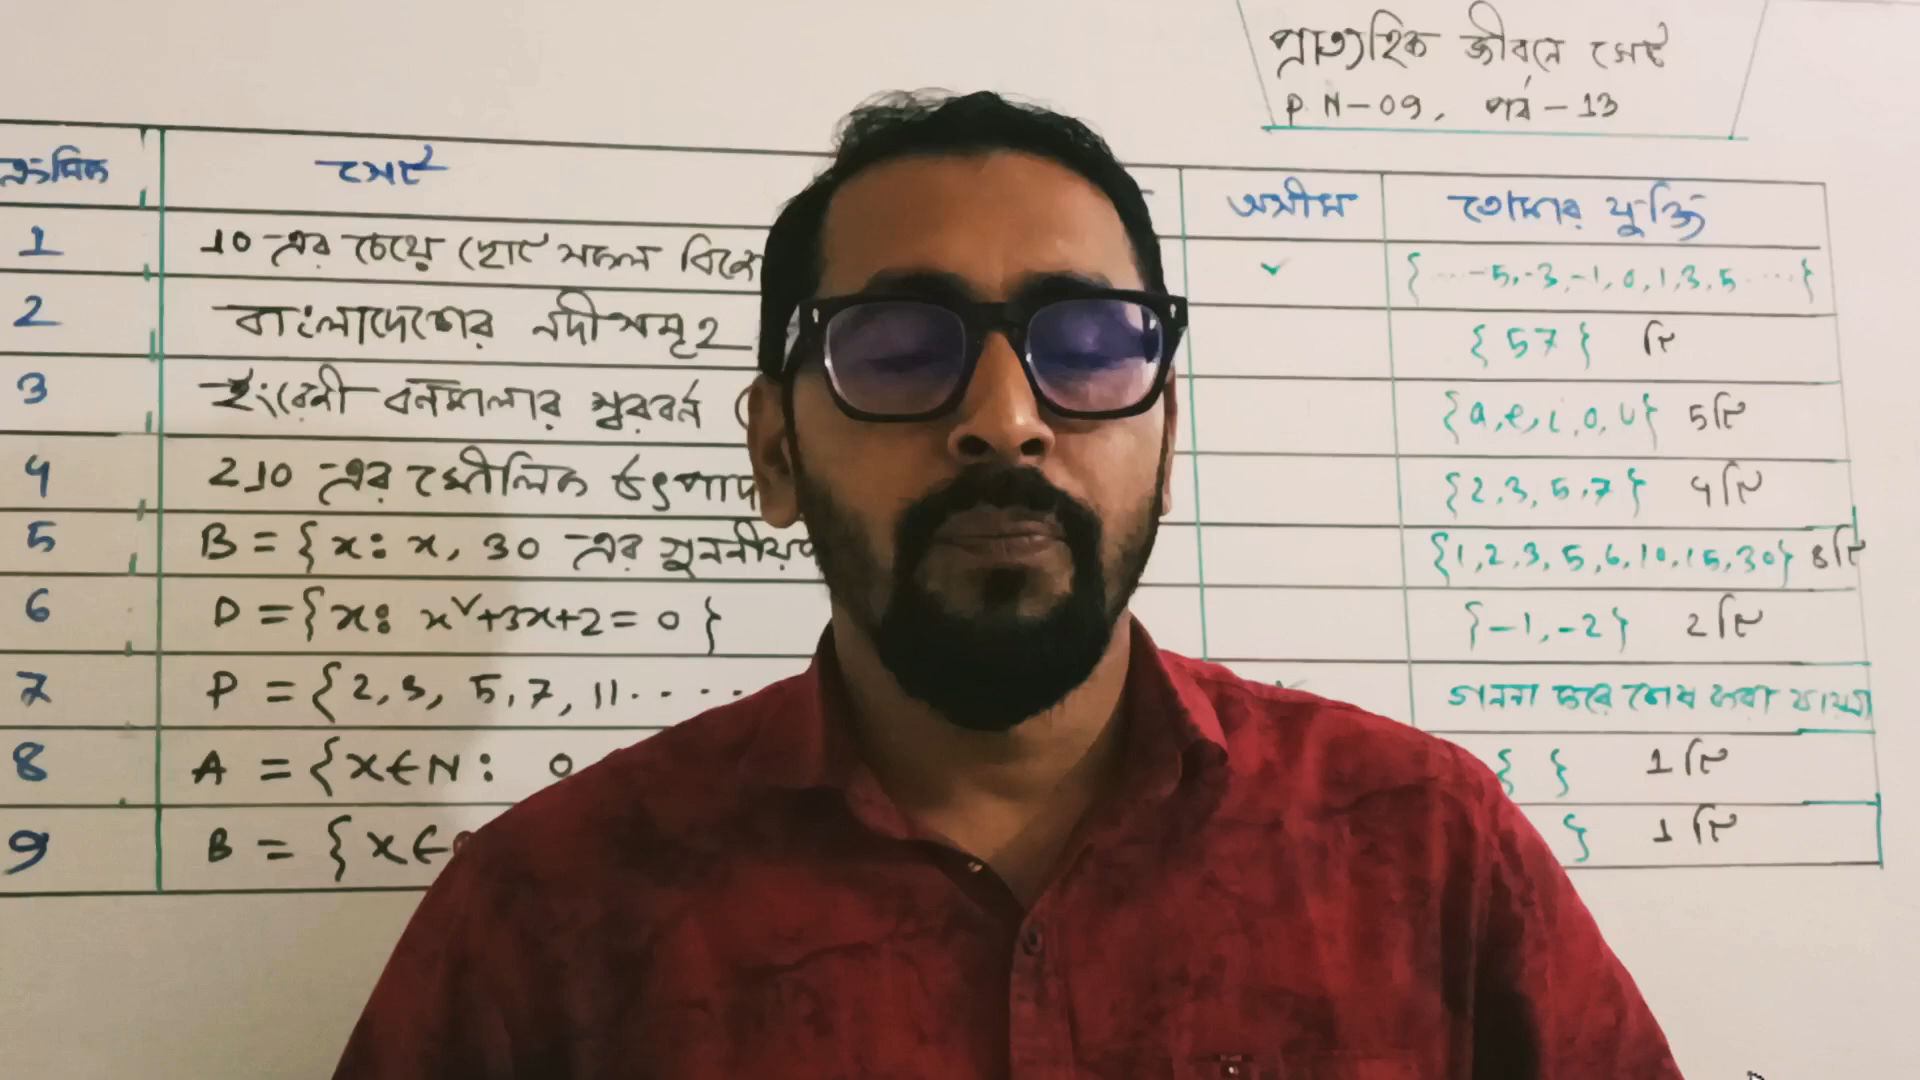 প্রাত্যহিক জীবনে সেট
P N-09, পর্ব-13
ক্রমিক সেট অসীম তোমার যুক্তি
1 10-এর চেয়ে ছোট সকল ✓ {...-5,-3,-1,0,1,3,5....}
2 বাংলাদেশের নদীসমূহ {57} টি
3 ইংরেজী বর্নমালার স্বরবর্ন {a,e,i,o,u} 5টি
4 210-এর মৌলিক {2,3,5,7} 4টি
5 B={x: x, 30-এর {1,2,3,5,6,10,15,30} 8টি
6 D={x: x²+3x+2=0} {-1,-2} 2টি
7 P={2,3,5,7,11..... গননা করে শেষ করা যায়না
8 A={x∈N: 0 { } 1টি
9 B={x∈ } 1টি